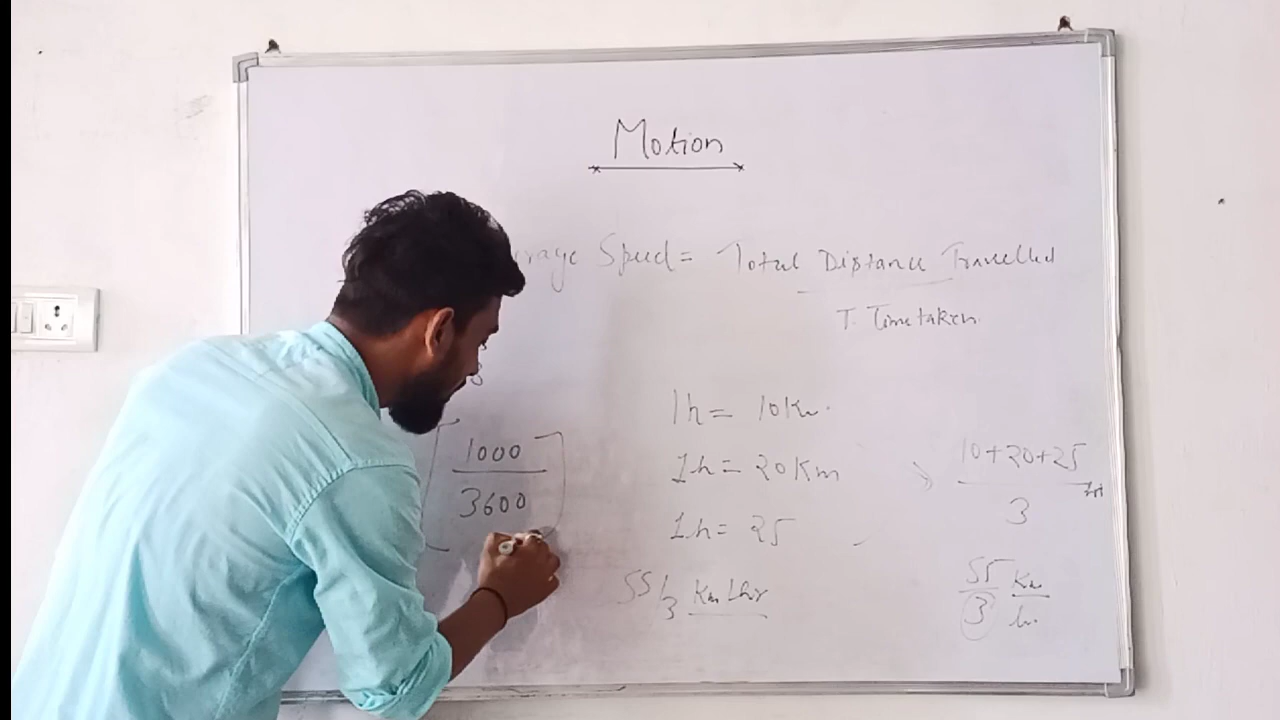 Motion
erage Speed = Total Distance Travelled
T. Time taken
1h = 10Km
1h = 20Km
1h = 25
55/3 Km/hr
1000
3600
10+20+25
3
55 Km
3 h